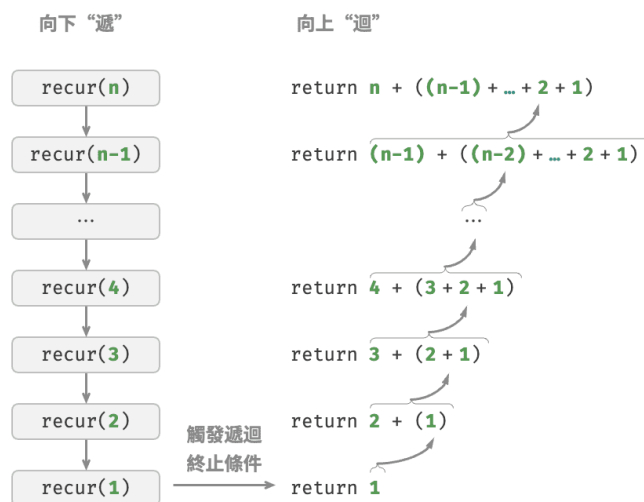 向下“遞”
recur(n)
recur(n-1)
…
recur(4)
recur(3)
recur(2)
recur(1)
觸發遞迴
終止條件
向上“迴”
return n + ((n-1) + … + 2 + 1)
return (n-1) + ((n-2) + … + 2 + 1)
…
return 4 + (3 + 2 + 1)
return 3 + (2 + 1)
return 2 + (1)
return 1